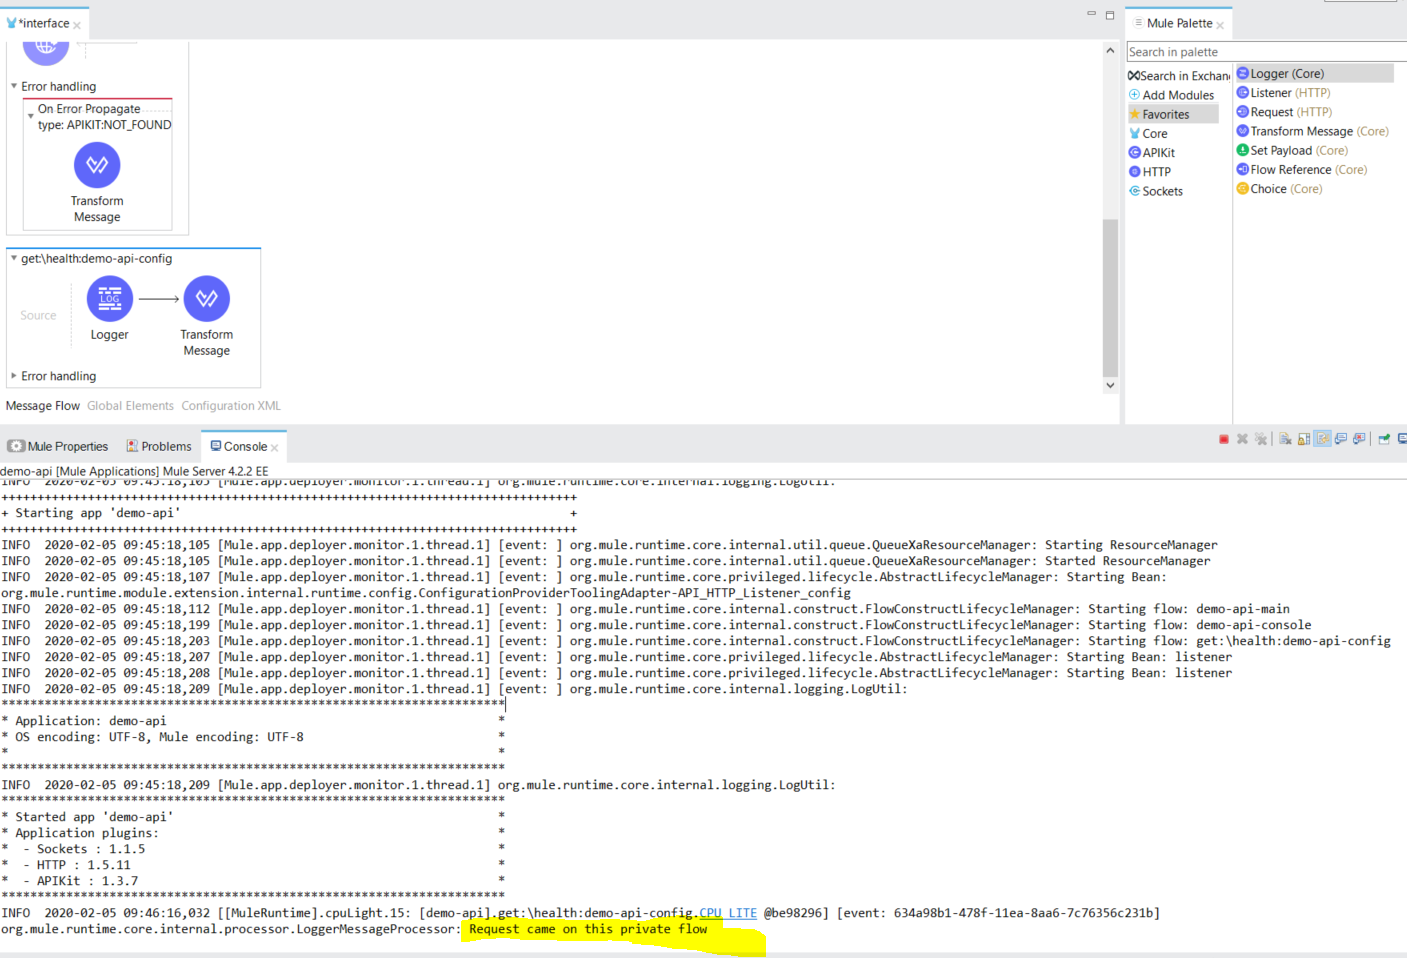 *interface
Error handling
On Error Propagate
type: APIKIT:NOT_FOUND
Transform
Message
get:\health:demo-api-config
Source
LOG
Logger
Transform
Message
Error handling
Message Flow Global Elements Configuration XML
Mule Palette
Search in palette
Search in Exchan
Add Modules
Favorites
Core
APIKit
HTTP
Sockets
Logger (Core)
Listener (HTTP)
Request (HTTP)
Transform Message (Core)
Set Payload (Core)
Flow Reference (Core)
Choice (Core)
Mule Properties Problems Console
demo-api [Mule Applications] Mule Server 4.2.2 EE
INFO  2020-02-05 09:45:18,105 [Mule.app.deployer.monitor.1.thread.1] org.mule.runtime.core.internal.logging.LogUtil:
++++++++++++++++++++++++++++++++++++++++++++++++++++++++++++++++++++++++++++++++
+ Starting app 'demo-api'                                                      +
++++++++++++++++++++++++++++++++++++++++++++++++++++++++++++++++++++++++++++++++
INFO  2020-02-05 09:45:18,105 [Mule.app.deployer.monitor.1.thread.1] [event: ] org.mule.runtime.core.internal.util.queue.QueueXaResourceManager: Starting ResourceManager
INFO  2020-02-05 09:45:18,105 [Mule.app.deployer.monitor.1.thread.1] [event: ] org.mule.runtime.core.internal.util.queue.QueueXaResourceManager: Started ResourceManager
INFO  2020-02-05 09:45:18,107 [Mule.app.deployer.monitor.1.thread.1] [event: ] org.mule.runtime.core.privileged.lifecycle.AbstractLifecycleManager: Starting Bean:
org.mule.runtime.module.extension.internal.runtime.config.ConfigurationProviderToolingAdapter-API_HTTP_Listener_config
INFO  2020-02-05 09:45:18,112 [Mule.app.deployer.monitor.1.thread.1] [event: ] org.mule.runtime.core.internal.construct.FlowConstructLifecycleManager: Starting flow: demo-api-main
INFO  2020-02-05 09:45:18,199 [Mule.app.deployer.monitor.1.thread.1] [event: ] org.mule.runtime.core.internal.construct.FlowConstructLifecycleManager: Starting flow: demo-api-console
INFO  2020-02-05 09:45:18,203 [Mule.app.deployer.monitor.1.thread.1] [event: ] org.mule.runtime.core.internal.construct.FlowConstructLifecycleManager: Starting flow: get:\health:demo-api-config
INFO  2020-02-05 09:45:18,207 [Mule.app.deployer.monitor.1.thread.1] [event: ] org.mule.runtime.core.privileged.lifecycle.AbstractLifecycleManager: Starting Bean: listener
INFO  2020-02-05 09:45:18,208 [Mule.app.deployer.monitor.1.thread.1] [event: ] org.mule.runtime.core.privileged.lifecycle.AbstractLifecycleManager: Starting Bean: listener
INFO  2020-02-05 09:45:18,209 [Mule.app.deployer.monitor.1.thread.1] [event: ] org.mule.runtime.core.internal.logging.LogUtil:
**********************************************************************
* Application: demo-api                                              *
* OS encoding: UTF-8, Mule encoding: UTF-8                           *
*                                                                    *
**********************************************************************
INFO  2020-02-05 09:45:18,209 [Mule.app.deployer.monitor.1.thread.1] org.mule.runtime.core.internal.logging.LogUtil:
**********************************************************************
* Started app 'demo-api'                                             *
* Application plugins:                                               *
*  - Sockets : 1.1.5                                                 *
*  - HTTP : 1.5.11                                                   *
*  - APIKit : 1.3.7                                                  *
**********************************************************************
INFO  2020-02-05 09:46:16,032 [[MuleRuntime].cpuLight.15: [demo-api].get:\health:demo-api-config.CPU_LITE @be98296] [event: 634a98b1-478f-11ea-8aa6-7c76356c231b]
org.mule.runtime.core.internal.processor.LoggerMessageProcessor: Request came on this private flow